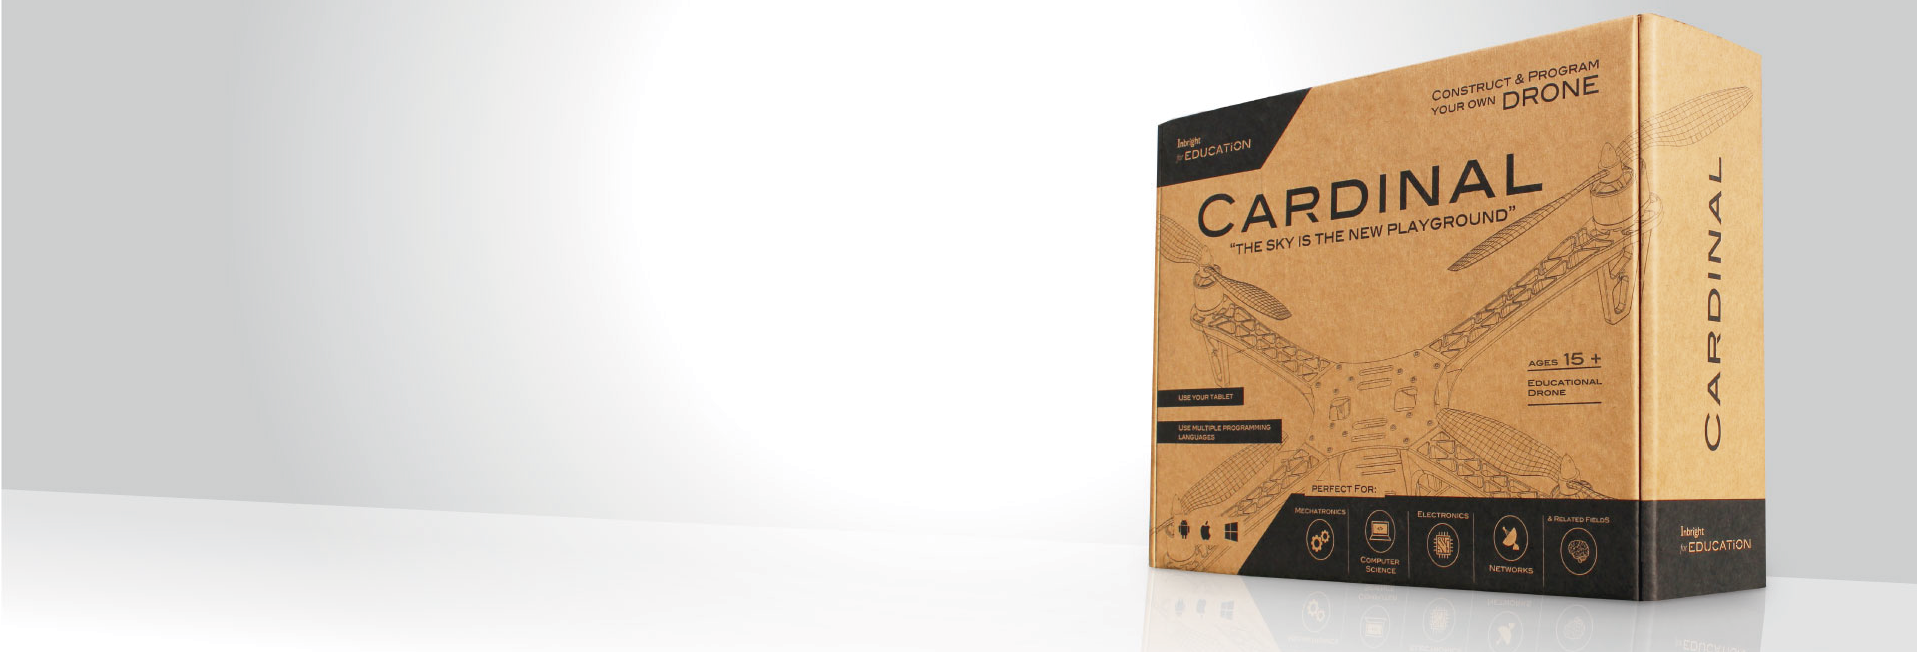 CONSTRUCT & PROGRAM
YOUR OWN DRONE
Inbright
for EDUCATION
CARDINAL
"THE SKY IS THE NEW PLAYGROUND"
AGES 15 +
EDUCATIONAL
DRONE
USE YOUR TABLET
USE MULTIPLE PROGRAMMING
LANGUAGES
PERFECT FOR:
MECHATRONICS
COMPUTER
SCIENCE
ELECTRONICS
NETWORKS
& RELATED FIELDS
CARDINAL
Inbright
for EDUCATION